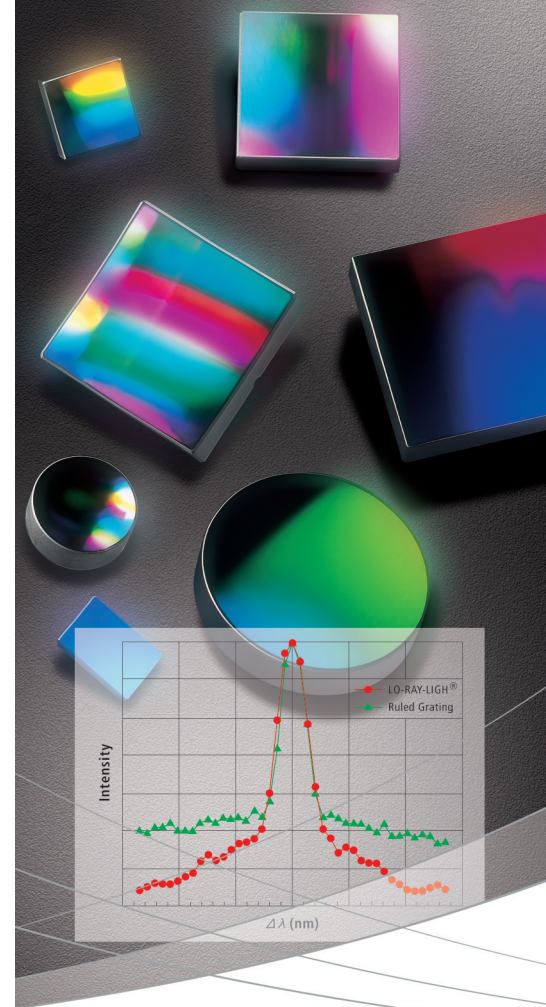 LO-RAY-LIGH®
Ruled Grating
Intensity
Δλ (nm)